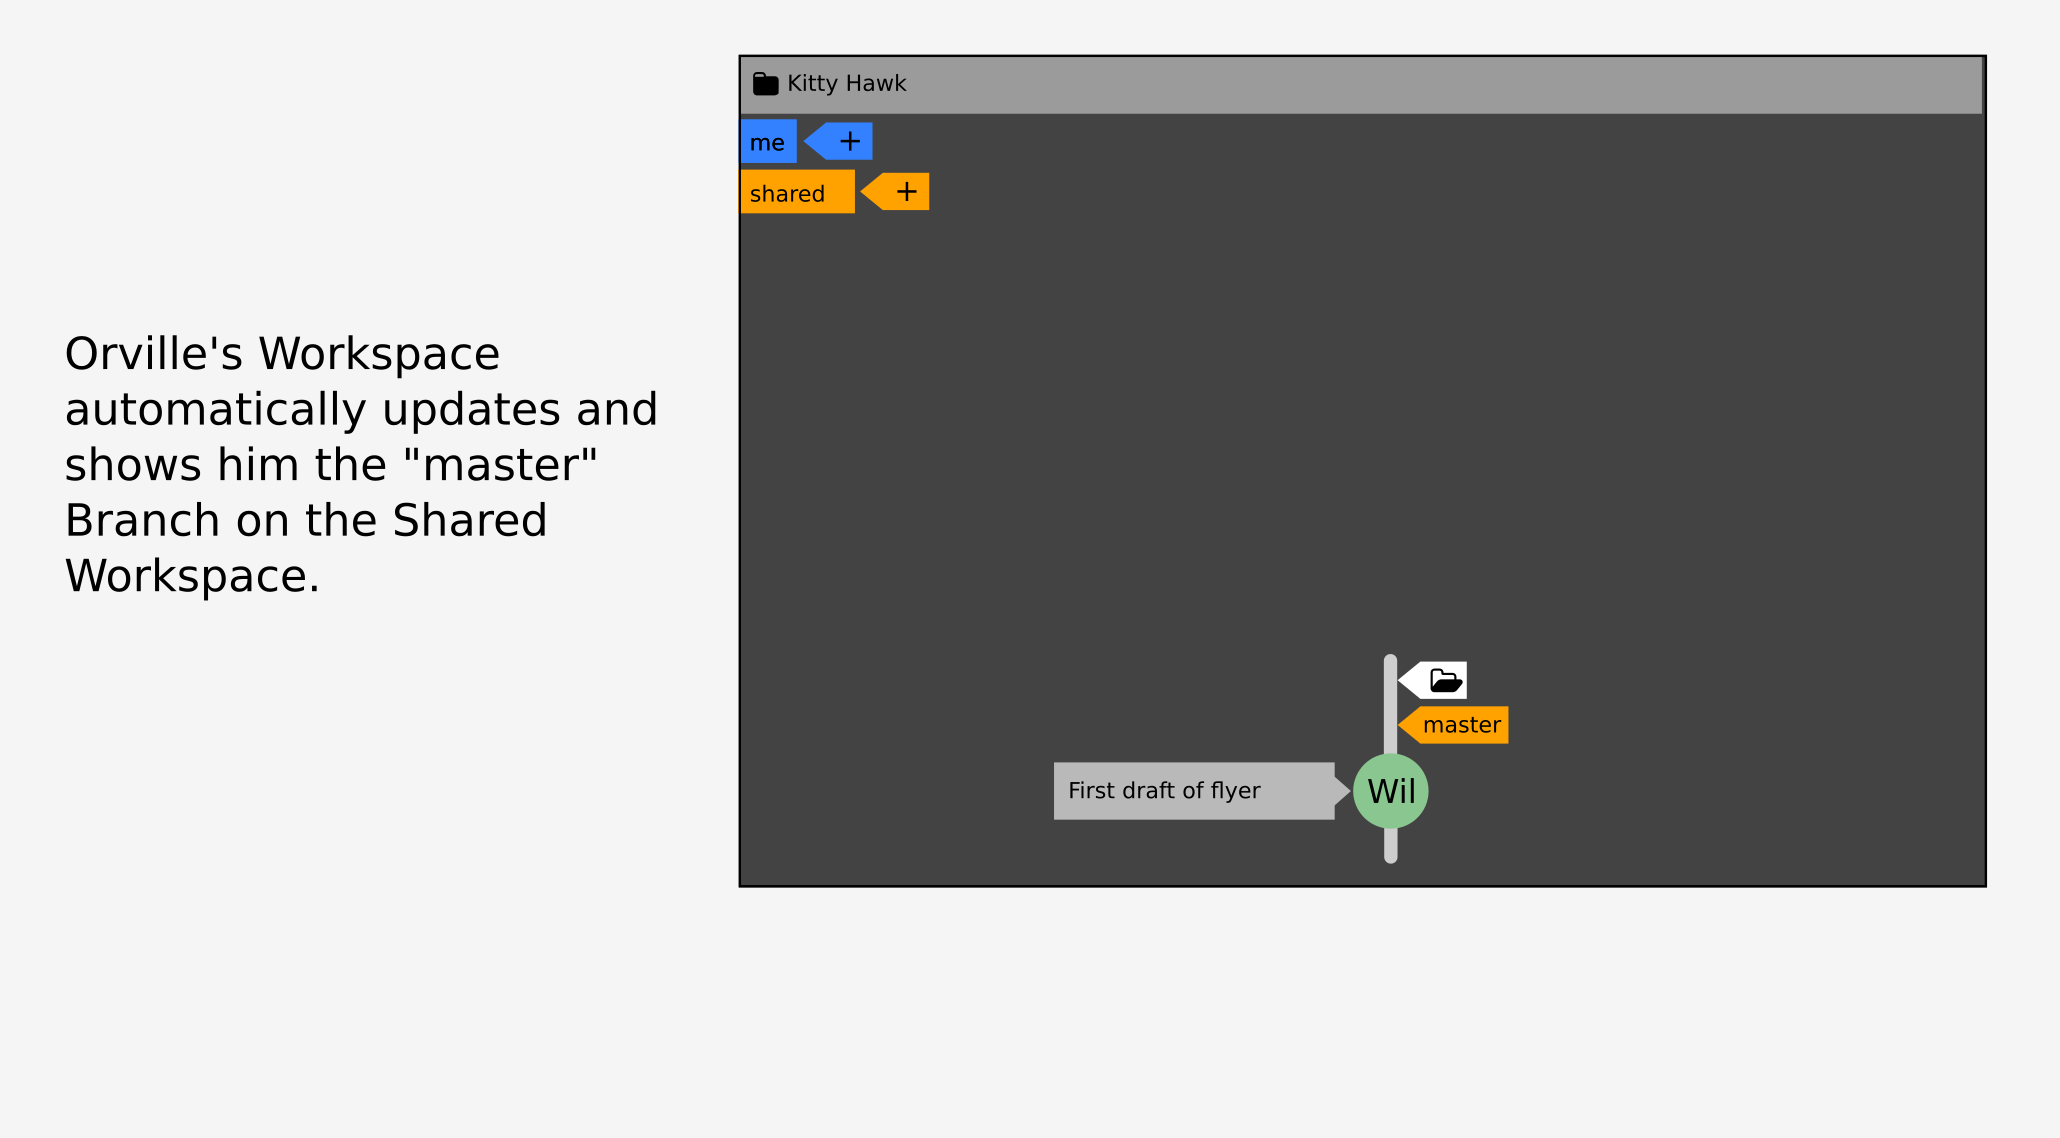 Orville's Workspace
automatically updates and
shows him the "master"
Branch on the Shared
Workspace.
Kitty Hawk
me
+
shared
+
master
First draft of flyer
Wil